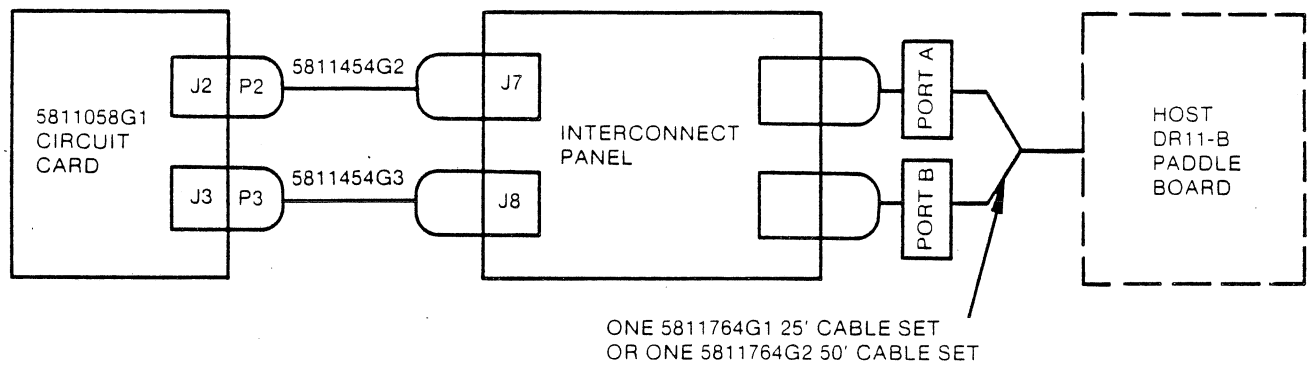 5811058G1
CIRCUIT
CARD
J2
P2
5811454G2
J7
J3
P3
5811454G3
J8
INTERCONNECT
PANEL
PORT A
PORT B
HOST
DR11-B
PADDLE
BOARD
ONE 5811764G1 25' CABLE SET
OR ONE 5811764G2 50' CABLE SET